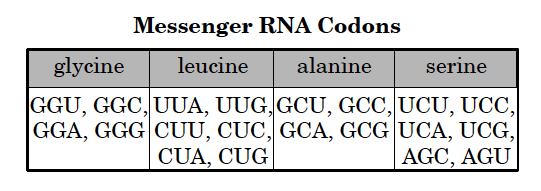 Messenger RNA Codons
glycine leucine alanine serine
GGU, GGC, UUA, UUG, GCU, GCC, UCU, UCC,
GGA, GGG CUU, CUC, GCA, GCG UCA, UCG,
CUA, CUG AGC, AGU